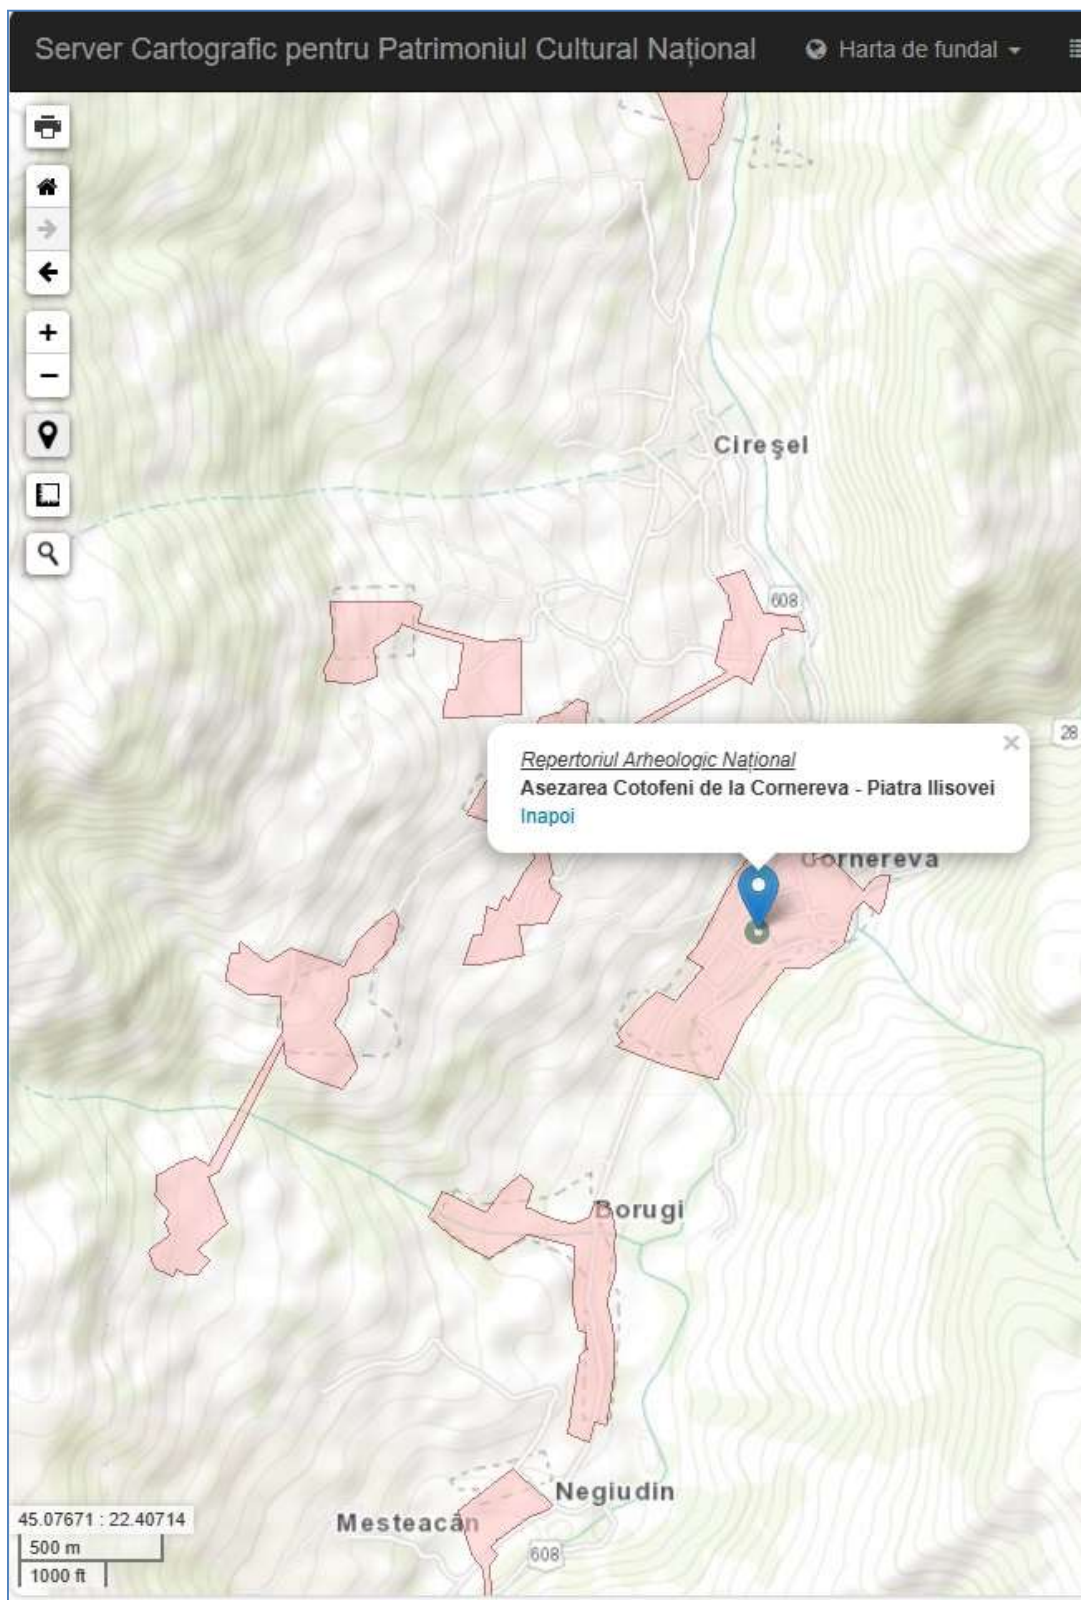 Server Cartografic pentru Patrimoniul Cultural Național
Harta de fundal
Cireşel
608
28
Repertoriul Arheologic Național
Asezarea Cotofeni de la Cornereva - Piatra Ilisovei
Inapoi
Cornereva
Borugi
Negiudin
Mesteacăn
608
45.07671 : 22.40714
500 m
1000 ft